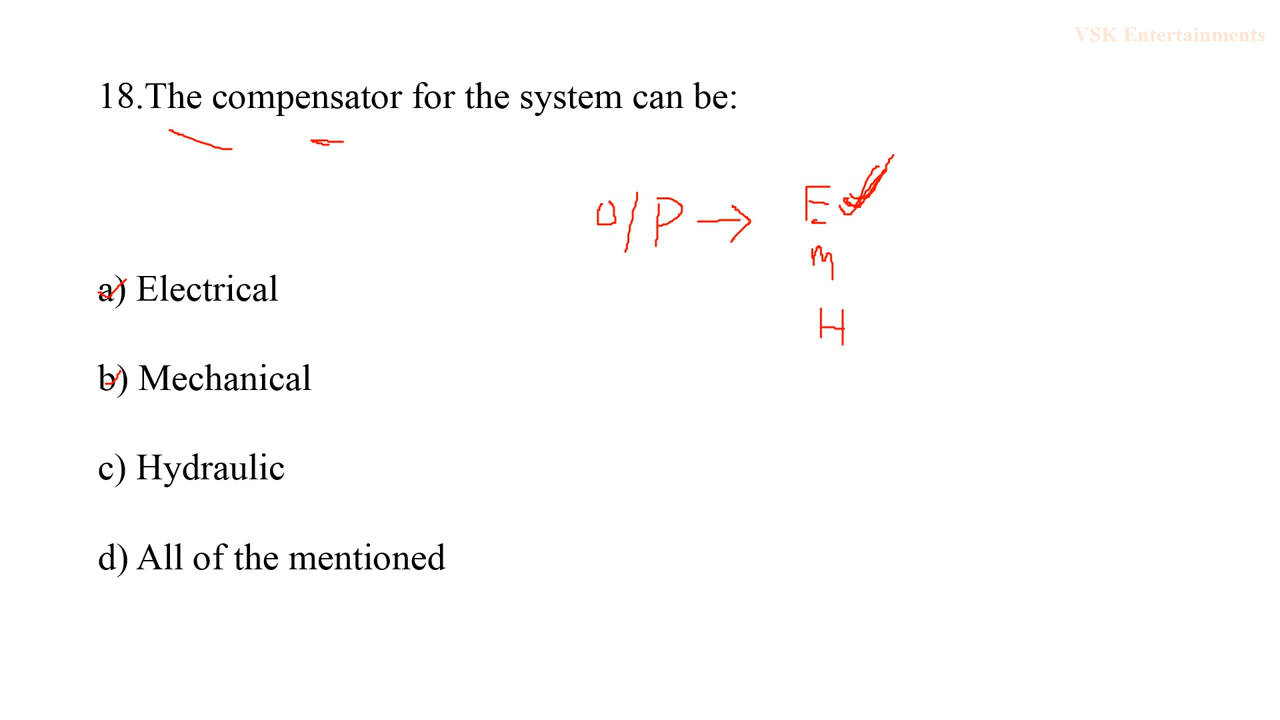 VSK Entertainments
18.The compensator for the system can be:
O/P → E
m
H
a) Electrical
b) Mechanical
c) Hydraulic
d) All of the mentioned